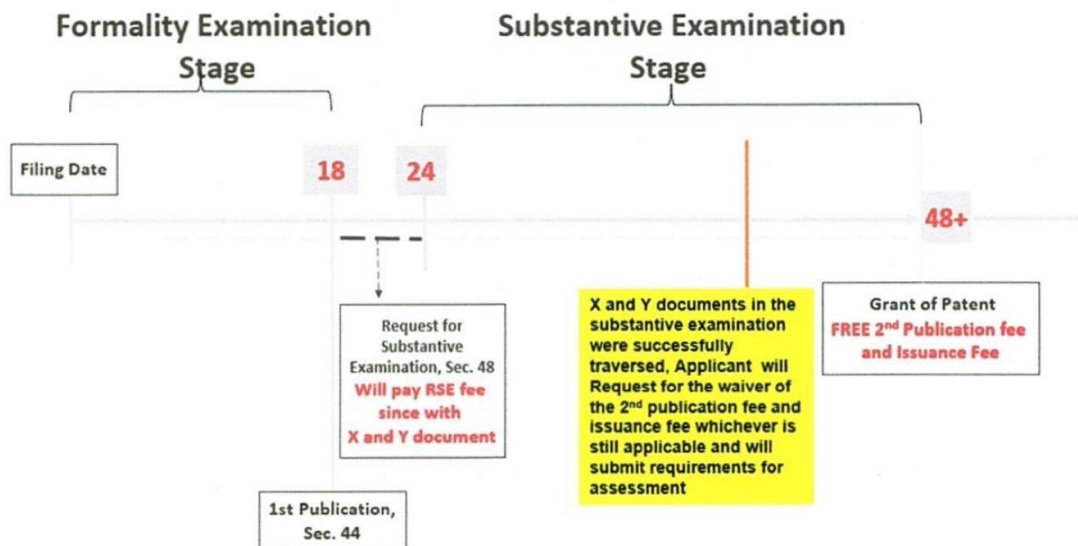 Formality Examination
Stage
Substantive Examination
Stage
Filing Date
18
24
48+
Request for
Substantive
Examination, Sec. 48
Will pay RSE fee
since with
X and Y document
X and Y documents in the
substantive examination
were successfully
traversed, Applicant will
Request for the waiver of
the 2nd publication fee and
issuance fee whichever is
still applicable and will
submit requirements for
assessment
Grant of Patent
FREE 2nd Publication fee
and Issuance Fee
1st Publication,
Sec. 44